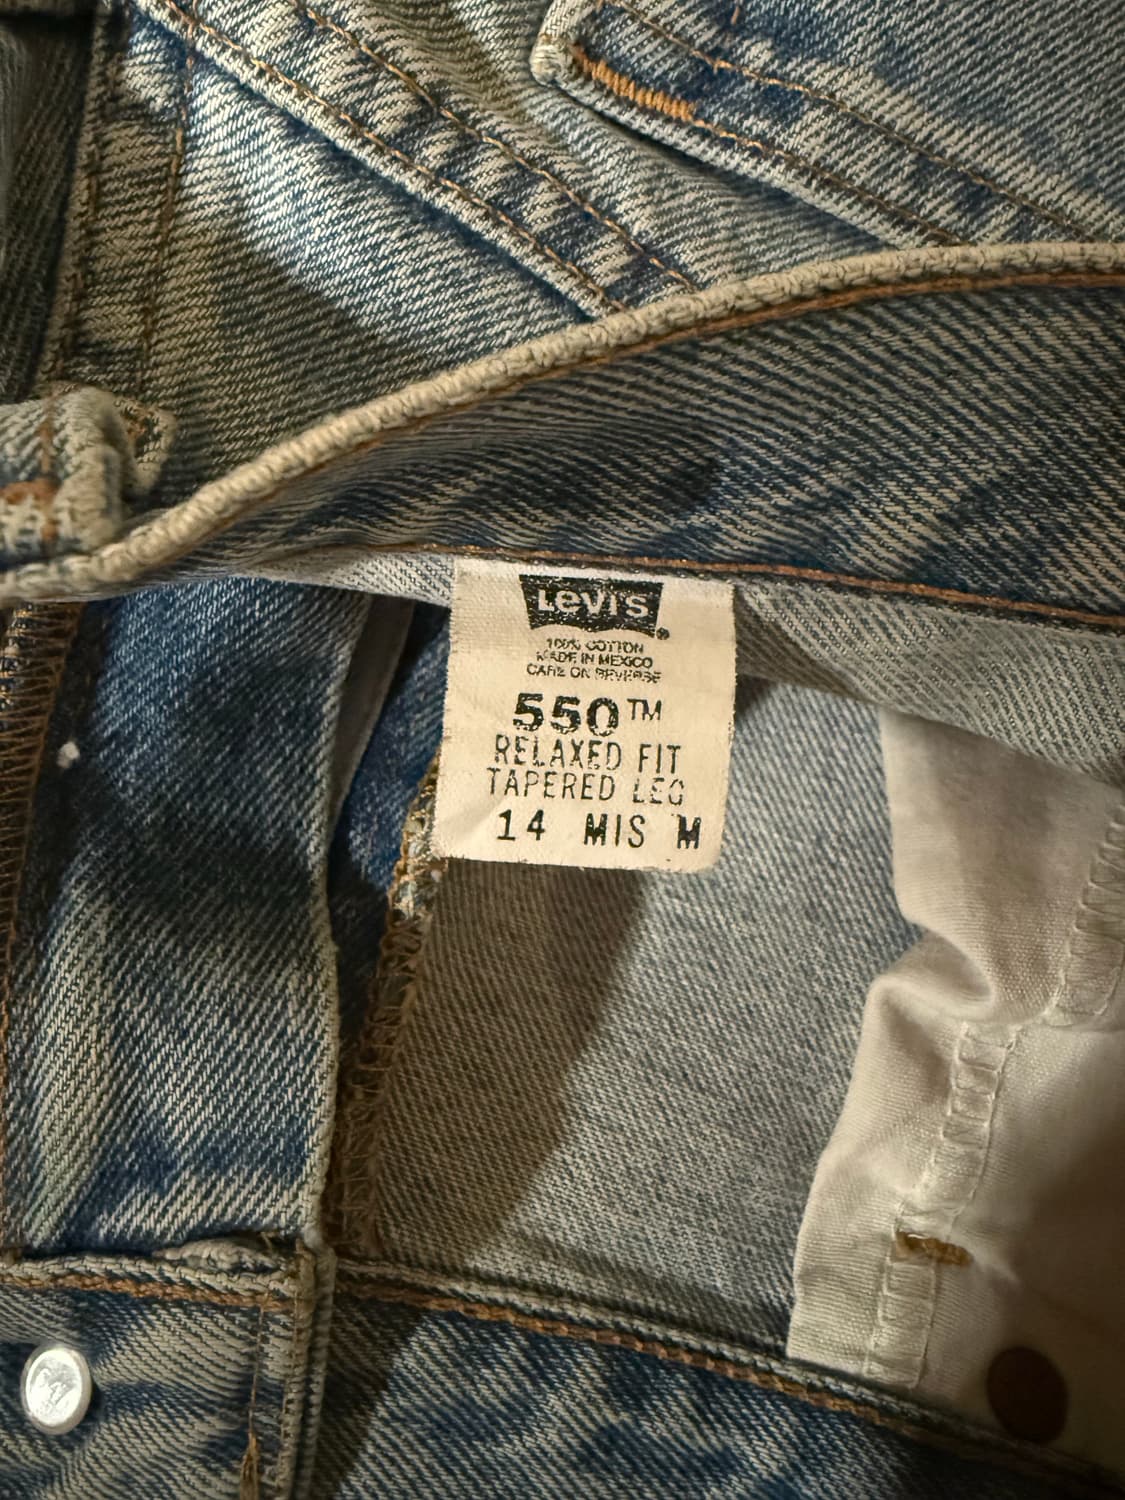 Levi's®
100% COTTON
MADE IN MEXICO
CARE ON REVERSE
550™
RELAXED FIT
TAPERED LEG
14 MIS M